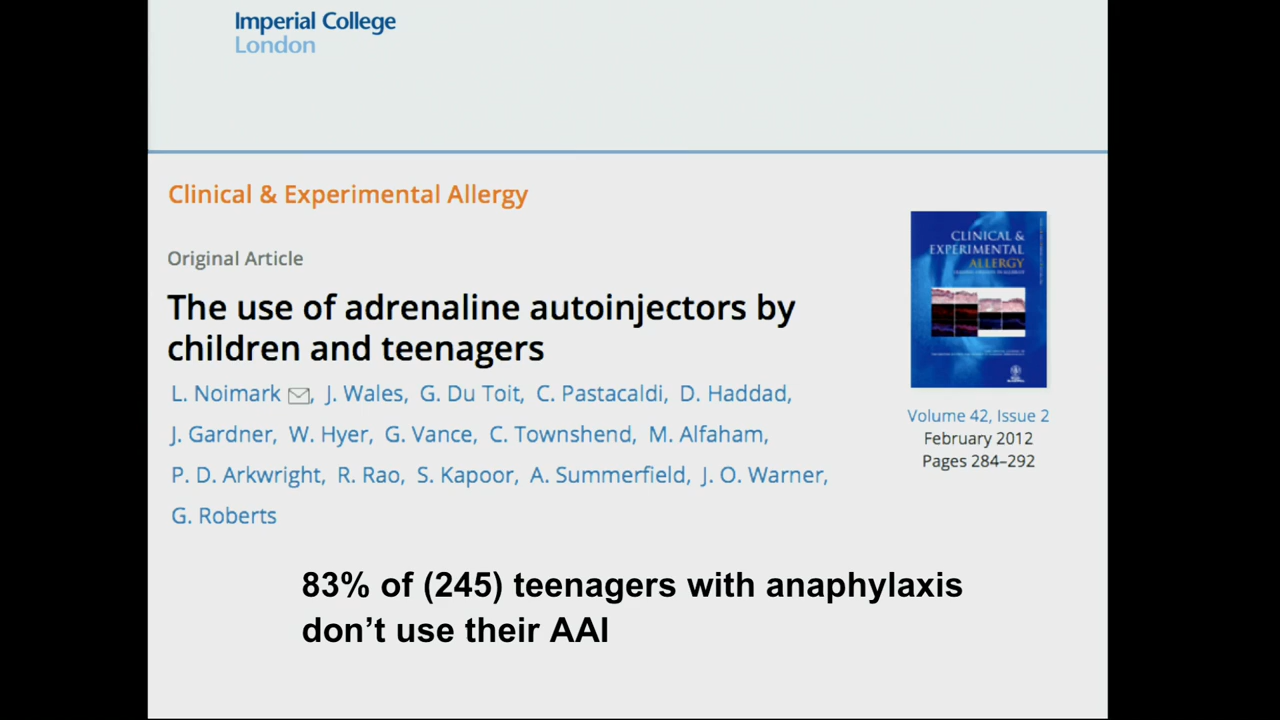 Imperial College
London
Clinical & Experimental Allergy
Original Article
The use of adrenaline autoinjectors by
children and teenagers
L. Noimark, J. Wales, G. Du Toit, C. Pastacaldi, D. Haddad,
J. Gardner, W. Hyer, G. Vance, C. Townshend, M. Alfaham,
P. D. Arkwright, R. Rao, S. Kapoor, A. Summerfield, J. O. Warner,
G. Roberts
CLINICAL &
EXPERIMENTAL
ALLERGY
Volume 42, Issue 2
February 2012
Pages 284–292
83% of (245) teenagers with anaphylaxis
don’t use their AAI